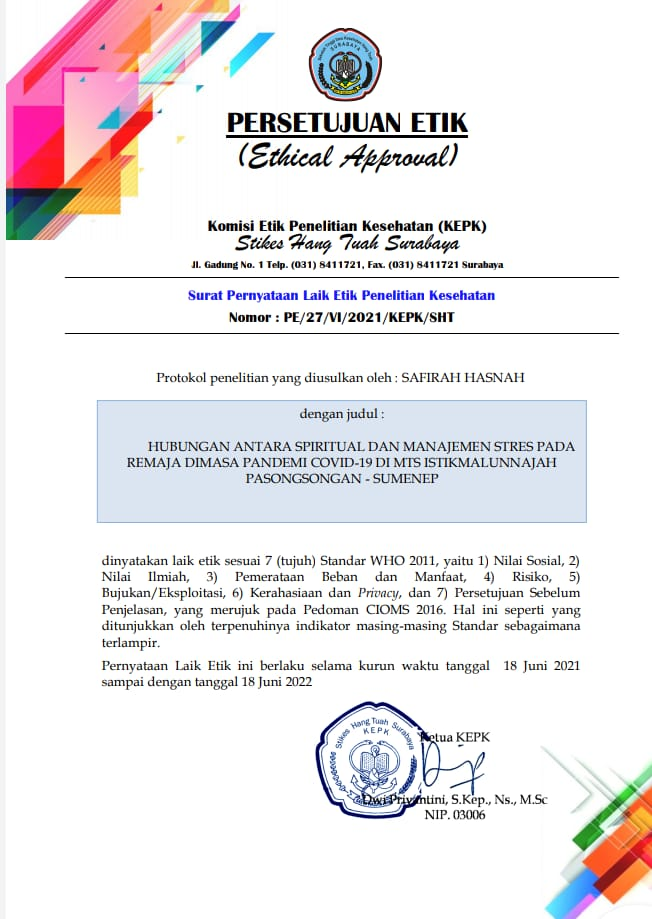 SURABAYA
PERSETUJUAN ETIK
(Ethical Approval)
Komisi Etik Penelitian Kesehatan (KEPK)
Stikes Hang Tuah Surabaya
Jl. Gadung No. 1 Telp. (031) 8411721, Fax. (031) 8411721 Surabaya
Surat Pernyataan Laik Etik Penelitian Kesehatan
Nomor : PE/27/VI/2021/KEPK/SHT
Protokol penelitian yang diusulkan oleh : SAFIRAH HASNAH
dengan judul :
HUBUNGAN ANTARA SPIRITUAL DAN MANAJEMEN STRES PADA
REMAJA DIMASA PANDEMI COVID-19 DI MTS ISTIKMALUNNAJAH
PASONGSONGAN - SUMENEP
dinyatakan laik etik sesuai 7 (tujuh) Standar WHO 2011, yaitu 1) Nilai Sosial, 2)
Nilai Ilmiah, 3) Pemerataan Beban dan Manfaat, 4) Risiko, 5)
Bujukan/Eksploitasi, 6) Kerahasiaan dan Privacy, dan 7) Persetujuan Sebelum
Penjelasan, yang merujuk pada Pedoman CIOMS 2016. Hal ini seperti yang
ditunjukkan oleh terpenuhinya indikator masing-masing Standar sebagaimana
terlampir.
Pernyataan Laik Etik ini berlaku selama kurun waktu tanggal 18 Juni 2021
sampai dengan tanggal 18 Juni 2022
Stikes Hang Tuah Surabaya
KEPK
Ketua KEPK
Dwi Priyantini, S.Kep., Ns., M.Sc
NIP. 03006